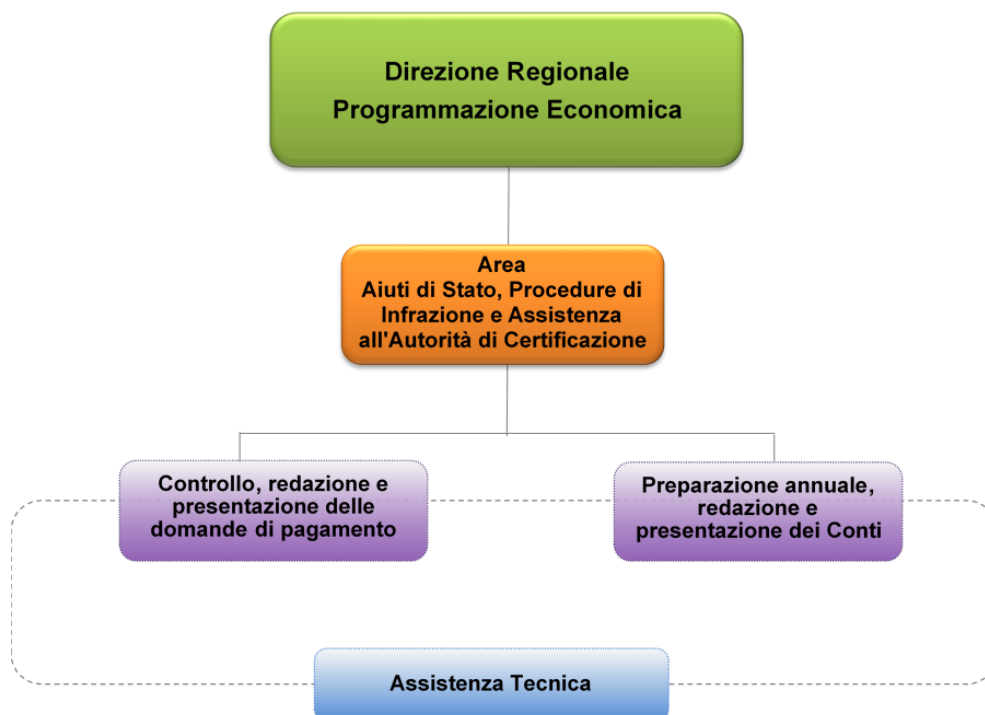 Direzione Regionale
Programmazione Economica
Area
Aiuti di Stato, Procedure di
Infrazione e Assistenza
all'Autorità di Certificazione
Controllo, redazione e
presentazione delle
domande di pagamento
Preparazione annuale,
redazione e
presentazione dei Conti
Assistenza Tecnica